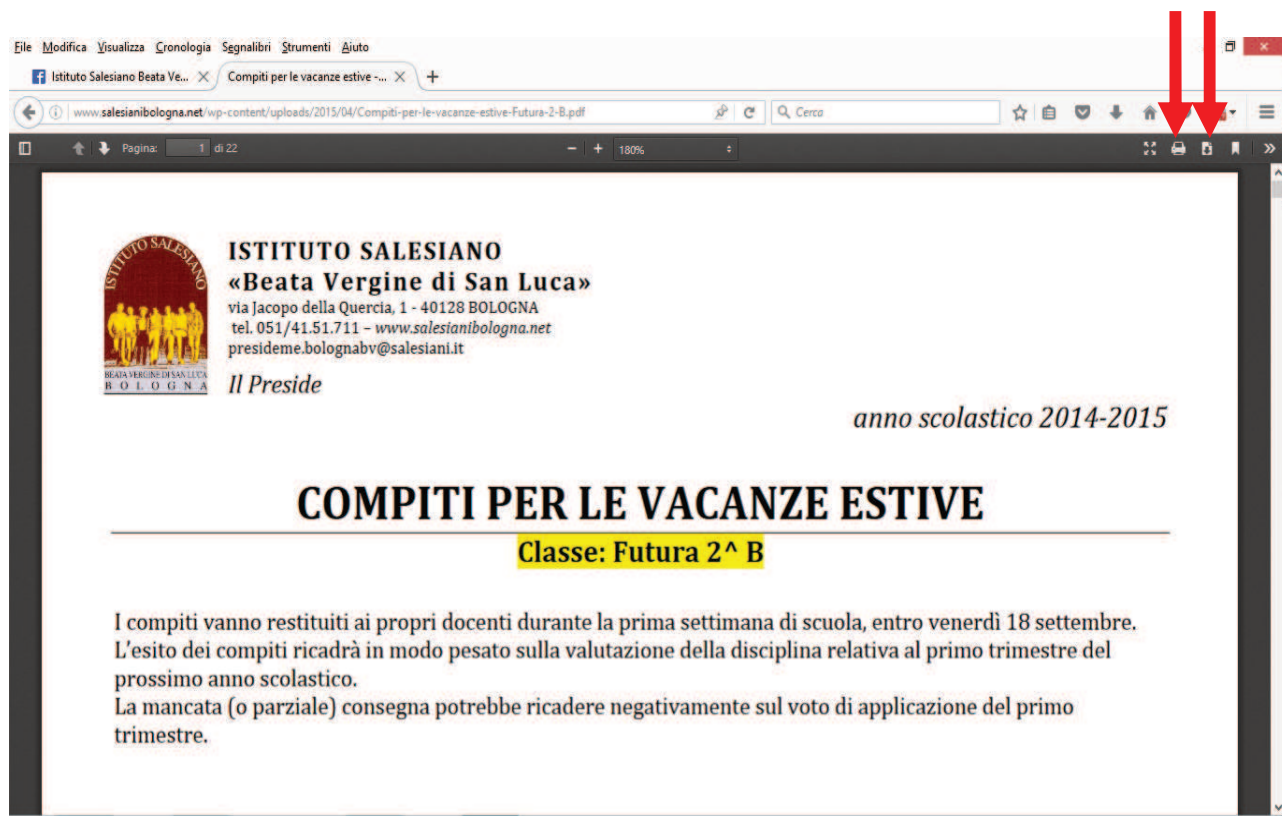 File Modifica Visualizza Cronologia Segnalibri Strumenti Aiuto
Istituto Salesiano Beata Ve... Compiti per le vacanze estive -...
www.salesianibologna.net/wp-content/uploads/2015/04/Compiti-per-le-vacanze-estive-Futura-2-B.pdf Cerca
Pagina: 1 di 22 180%
ISTITUTO SALESIANO
BEATA VERGINE DI SAN LUCA
BOLOGNA
ISTITUTO SALESIANO
«Beata Vergine di San Luca»
via Jacopo della Quercia, 1 - 40128 BOLOGNA
tel. 051/41.51.711 – www.salesianibologna.net
presideme.bolognabv@salesiani.it
Il Preside
anno scolastico 2014-2015
COMPITI PER LE VACANZE ESTIVE
Classe: Futura 2^ B
I compiti vanno restituiti ai propri docenti durante la prima settimana di scuola, entro venerdì 18 settembre.
L'esito dei compiti ricadrà in modo pesato sulla valutazione della disciplina relativa al primo trimestre del
prossimo anno scolastico.
La mancata (o parziale) consegna potrebbe ricadere negativamente sul voto di applicazione del primo
trimestre.